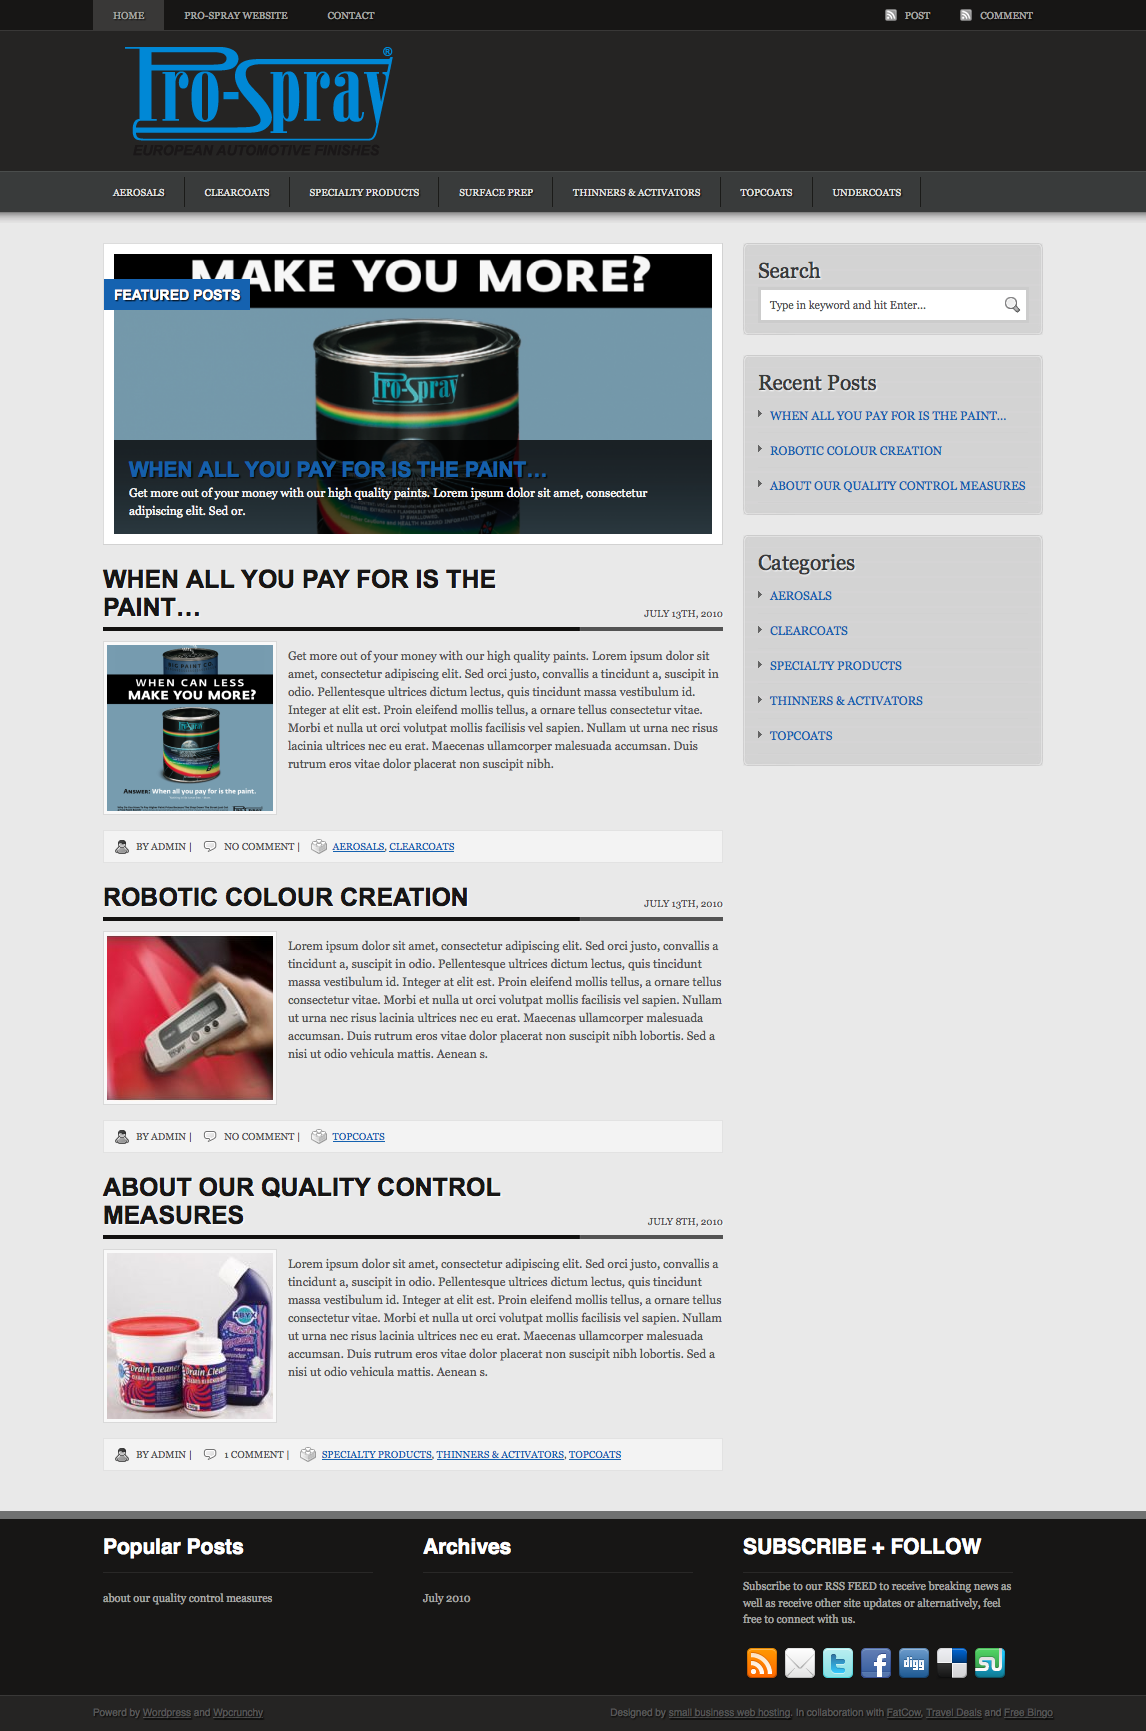 HOME PRO-SPRAY WEBSITE CONTACT POST COMMENT
Pro-Spray®
EUROPEAN AUTOMOTIVE FINISHES
AEROSALS CLEARCOATS SPECIALTY PRODUCTS SURFACE PREP THINNERS & ACTIVATORS TOPCOATS UNDERCOATS
MAKE YOU MORE?
FEATURED POSTS
Pro-Spray
WHEN ALL YOU PAY FOR IS THE PAINT...
Get more out of your money with our high quality paints. Lorem ipsum dolor sit amet, consectetur
adipiscing elit. Sed or.
Search
Type in keyword and hit Enter...
Recent Posts
WHEN ALL YOU PAY FOR IS THE PAINT...
ROBOTIC COLOUR CREATION
ABOUT OUR QUALITY CONTROL MEASURES
Categories
AEROSALS
CLEARCOATS
SPECIALTY PRODUCTS
THINNERS & ACTIVATORS
TOPCOATS
WHEN ALL YOU PAY FOR IS THE
PAINT...
JULY 13TH, 2010
WHEN CAN LESS
MAKE YOU MORE?
Pro-Spray
ANSWER: When all you pay for is the paint.
Get more out of your money with our high quality paints. Lorem ipsum dolor sit
amet, consectetur adipiscing elit. Sed orci justo, convallis a tincidunt a, suscipit in
odio. Pellentesque ultrices dictum lectus, quis tincidunt massa vestibulum id.
Integer at elit est. Proin eleifend mollis tellus, a ornare tellus consectetur vitae.
Morbi et nulla ut orci volutpat mollis facilisis vel sapien. Nullam ut urna nec risus
lacinia ultrices nec eu erat. Maecenas ullamcorper malesuada accumsan. Duis
rutrum eros vitae dolor placerat non suscipit nibh.
BY ADMIN | NO COMMENT | AEROSALS, CLEARCOATS
ROBOTIC COLOUR CREATION
JULY 13TH, 2010
Lorem ipsum dolor sit amet, consectetur adipiscing elit. Sed orci justo, convallis a
tincidunt a, suscipit in odio. Pellentesque ultrices dictum lectus, quis tincidunt
massa vestibulum id. Integer at elit est. Proin eleifend mollis tellus, a ornare tellus
consectetur vitae. Morbi et nulla ut orci volutpat mollis facilisis vel sapien. Nullam
ut urna nec risus lacinia ultrices nec eu erat. Maecenas ullamcorper malesuada
accumsan. Duis rutrum eros vitae dolor placerat non suscipit nibh lobortis. Sed a
nisi ut odio vehicula mattis. Aenean s.
BY ADMIN | NO COMMENT | TOPCOATS
ABOUT OUR QUALITY CONTROL
MEASURES
JULY 8TH, 2010
ABYX
Drain Cleaner
Drain Cleaner
Lorem ipsum dolor sit amet, consectetur adipiscing elit. Sed orci justo, convallis a
tincidunt a, suscipit in odio. Pellentesque ultrices dictum lectus, quis tincidunt
massa vestibulum id. Integer at elit est. Proin eleifend mollis tellus, a ornare tellus
consectetur vitae. Morbi et nulla ut orci volutpat mollis facilisis vel sapien. Nullam
ut urna nec risus lacinia ultrices nec eu erat. Maecenas ullamcorper malesuada
accumsan. Duis rutrum eros vitae dolor placerat non suscipit nibh lobortis. Sed a
nisi ut odio vehicula mattis. Aenean s.
BY ADMIN | 1 COMMENT | SPECIALTY PRODUCTS, THINNERS & ACTIVATORS, TOPCOATS
Popular Posts
about our quality control measures
Archives
July 2010
SUBSCRIBE + FOLLOW
Subscribe to our RSS FEED to receive breaking news as
well as receive other site updates or alternatively, feel
free to connect with us.
digg
Powerd by Wordpress and Wpcrunchy
Designed by small business web hosting. In collaboration with FatCow, Travel Deals and Free Bingo